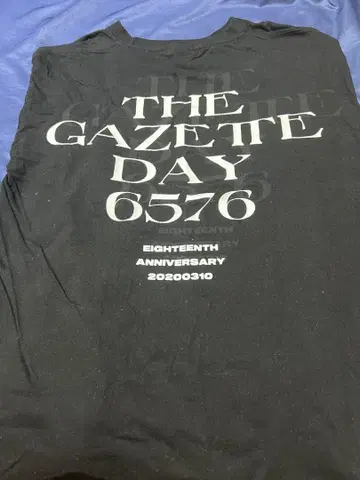 THE
GAZETTE
DAY
6576
EIGHTEENTH
ANNIVERSARY
20200310